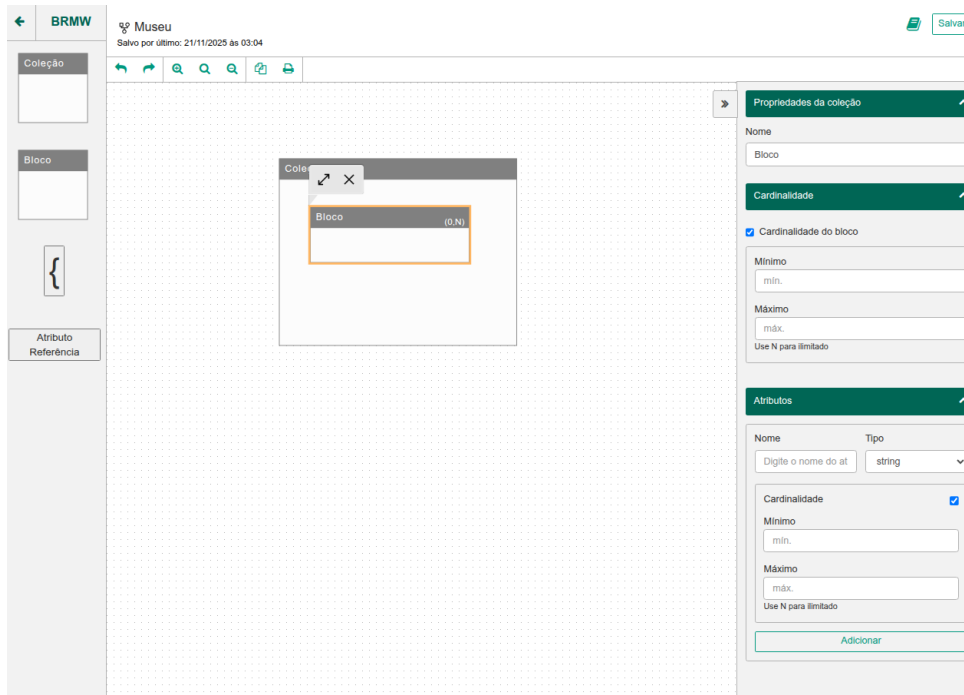 BRMW
Museu
Salvo por último: 21/11/2025 às 03:04
Coleção
Bloco
{
Atributo
Referência
Bloco
(0,N)
Propriedades da coleção
Nome
Bloco
Cardinalidade
Cardinalidade do bloco
Mínimo
mín.
Máximo
máx.
Use N para ilimitado
Atributos
Nome
Tipo
Digite o nome do at
string
Cardinalidade
Mínimo
mín.
Máximo
máx.
Use N para ilimitado
Adicionar